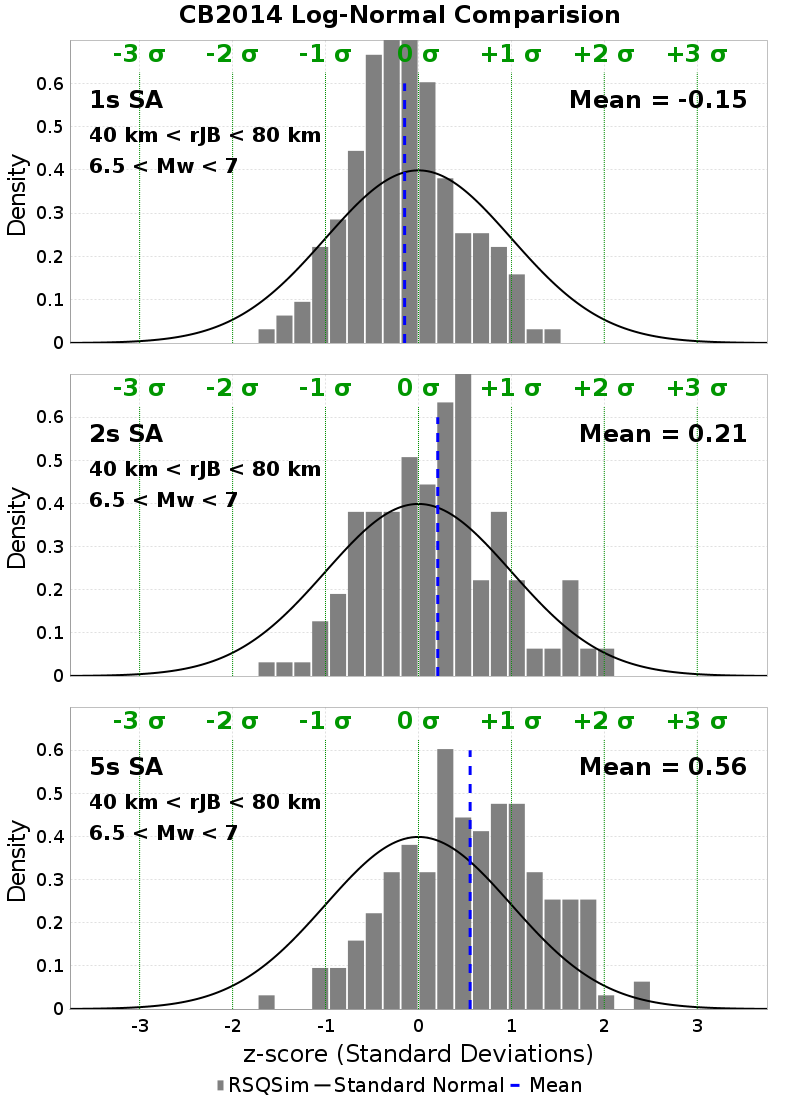 CB2014 Log-Normal Comparision
-3 σ -2 σ -1 σ 0 σ +1 σ +2 σ +3 σ
1s SA
Mean = -0.15
40 km < rJB < 80 km
6.5 < Mw < 7
Density
0.6
0.5
0.4
0.3
0.2
0.1
0
-3 σ -2 σ -1 σ 0 σ +1 σ +2 σ +3 σ
2s SA
Mean = 0.21
40 km < rJB < 80 km
6.5 < Mw < 7
Density
0.6
0.5
0.4
0.3
0.2
0.1
0
-3 σ -2 σ -1 σ 0 σ +1 σ +2 σ +3 σ
5s SA
Mean = 0.56
40 km < rJB < 80 km
6.5 < Mw < 7
Density
0.6
0.5
0.4
0.3
0.2
0.1
0
-3 -2 -1 0 1 2 3
z-score (Standard Deviations)
RSQSim Standard Normal Mean